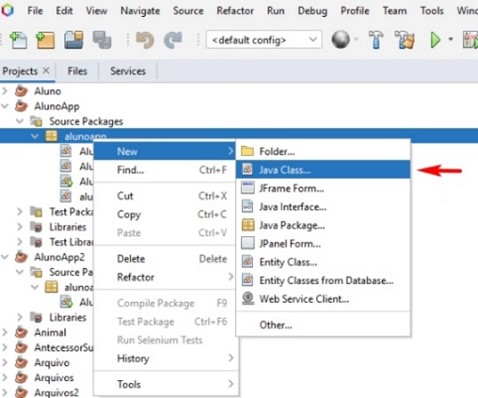 File Edit View Navigate Source Refactor Run Debug Profile Team Tools
<default config>
Projects Files Services
Aluno
AlunoApp
Source Packages
alunoapp
New
Find... Ctrl+F
Cut Ctrl+X
Copy Ctrl+C
Paste Ctrl+V
Delete Delete
Refactor
Compile Package F9
Test Package Ctrl+F6
Run Selenium Tests
History
Tools
Folder...
Java Class...
JFrame Form...
Java Interface...
Java Package...
JPanel Form...
Entity Class...
Entity Classes from Database...
Web Service Client...
Other...
Alu
Alu
Alu
alu
Test Packa
Libraries
Test Librar
AlunoApp2
Source Pa
alunoa
Alu
Libraries
Animal
AntecessorSu
Arquivo
Arquivos
Arquivos2